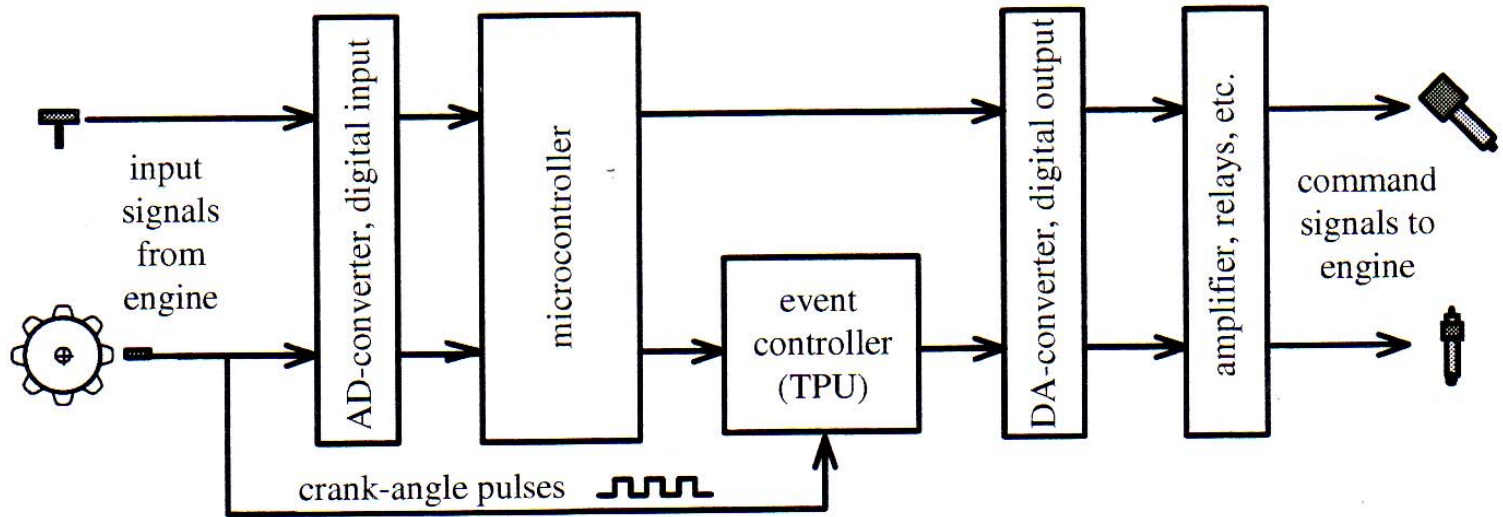 input
signals
from
engine
AD-converter, digital input
microcontroller
event
controller
(TPU)
DA-converter, digital output
amplifier, relays, etc.
command
signals to
engine
crank-angle pulses